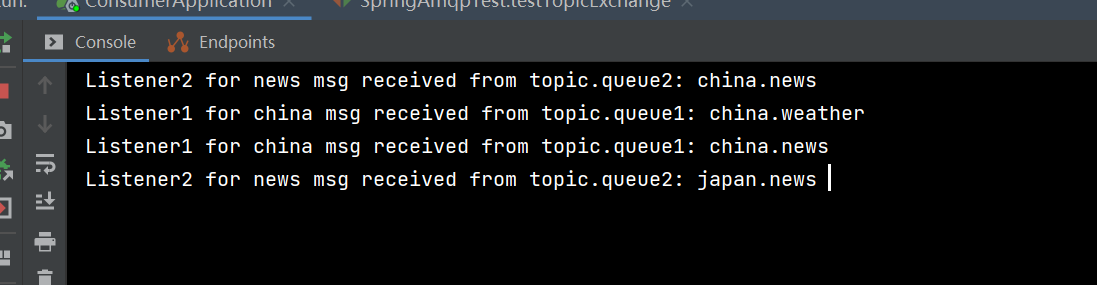 un: ConsumerApplication × SpringAmqpTest.testTopicExchange ×
Console Endpoints
Listener2 for news msg received from topic.queue2: china.news
Listener1 for china msg received from topic.queue1: china.weather
Listener1 for china msg received from topic.queue1: china.news
Listener2 for news msg received from topic.queue2: japan.news